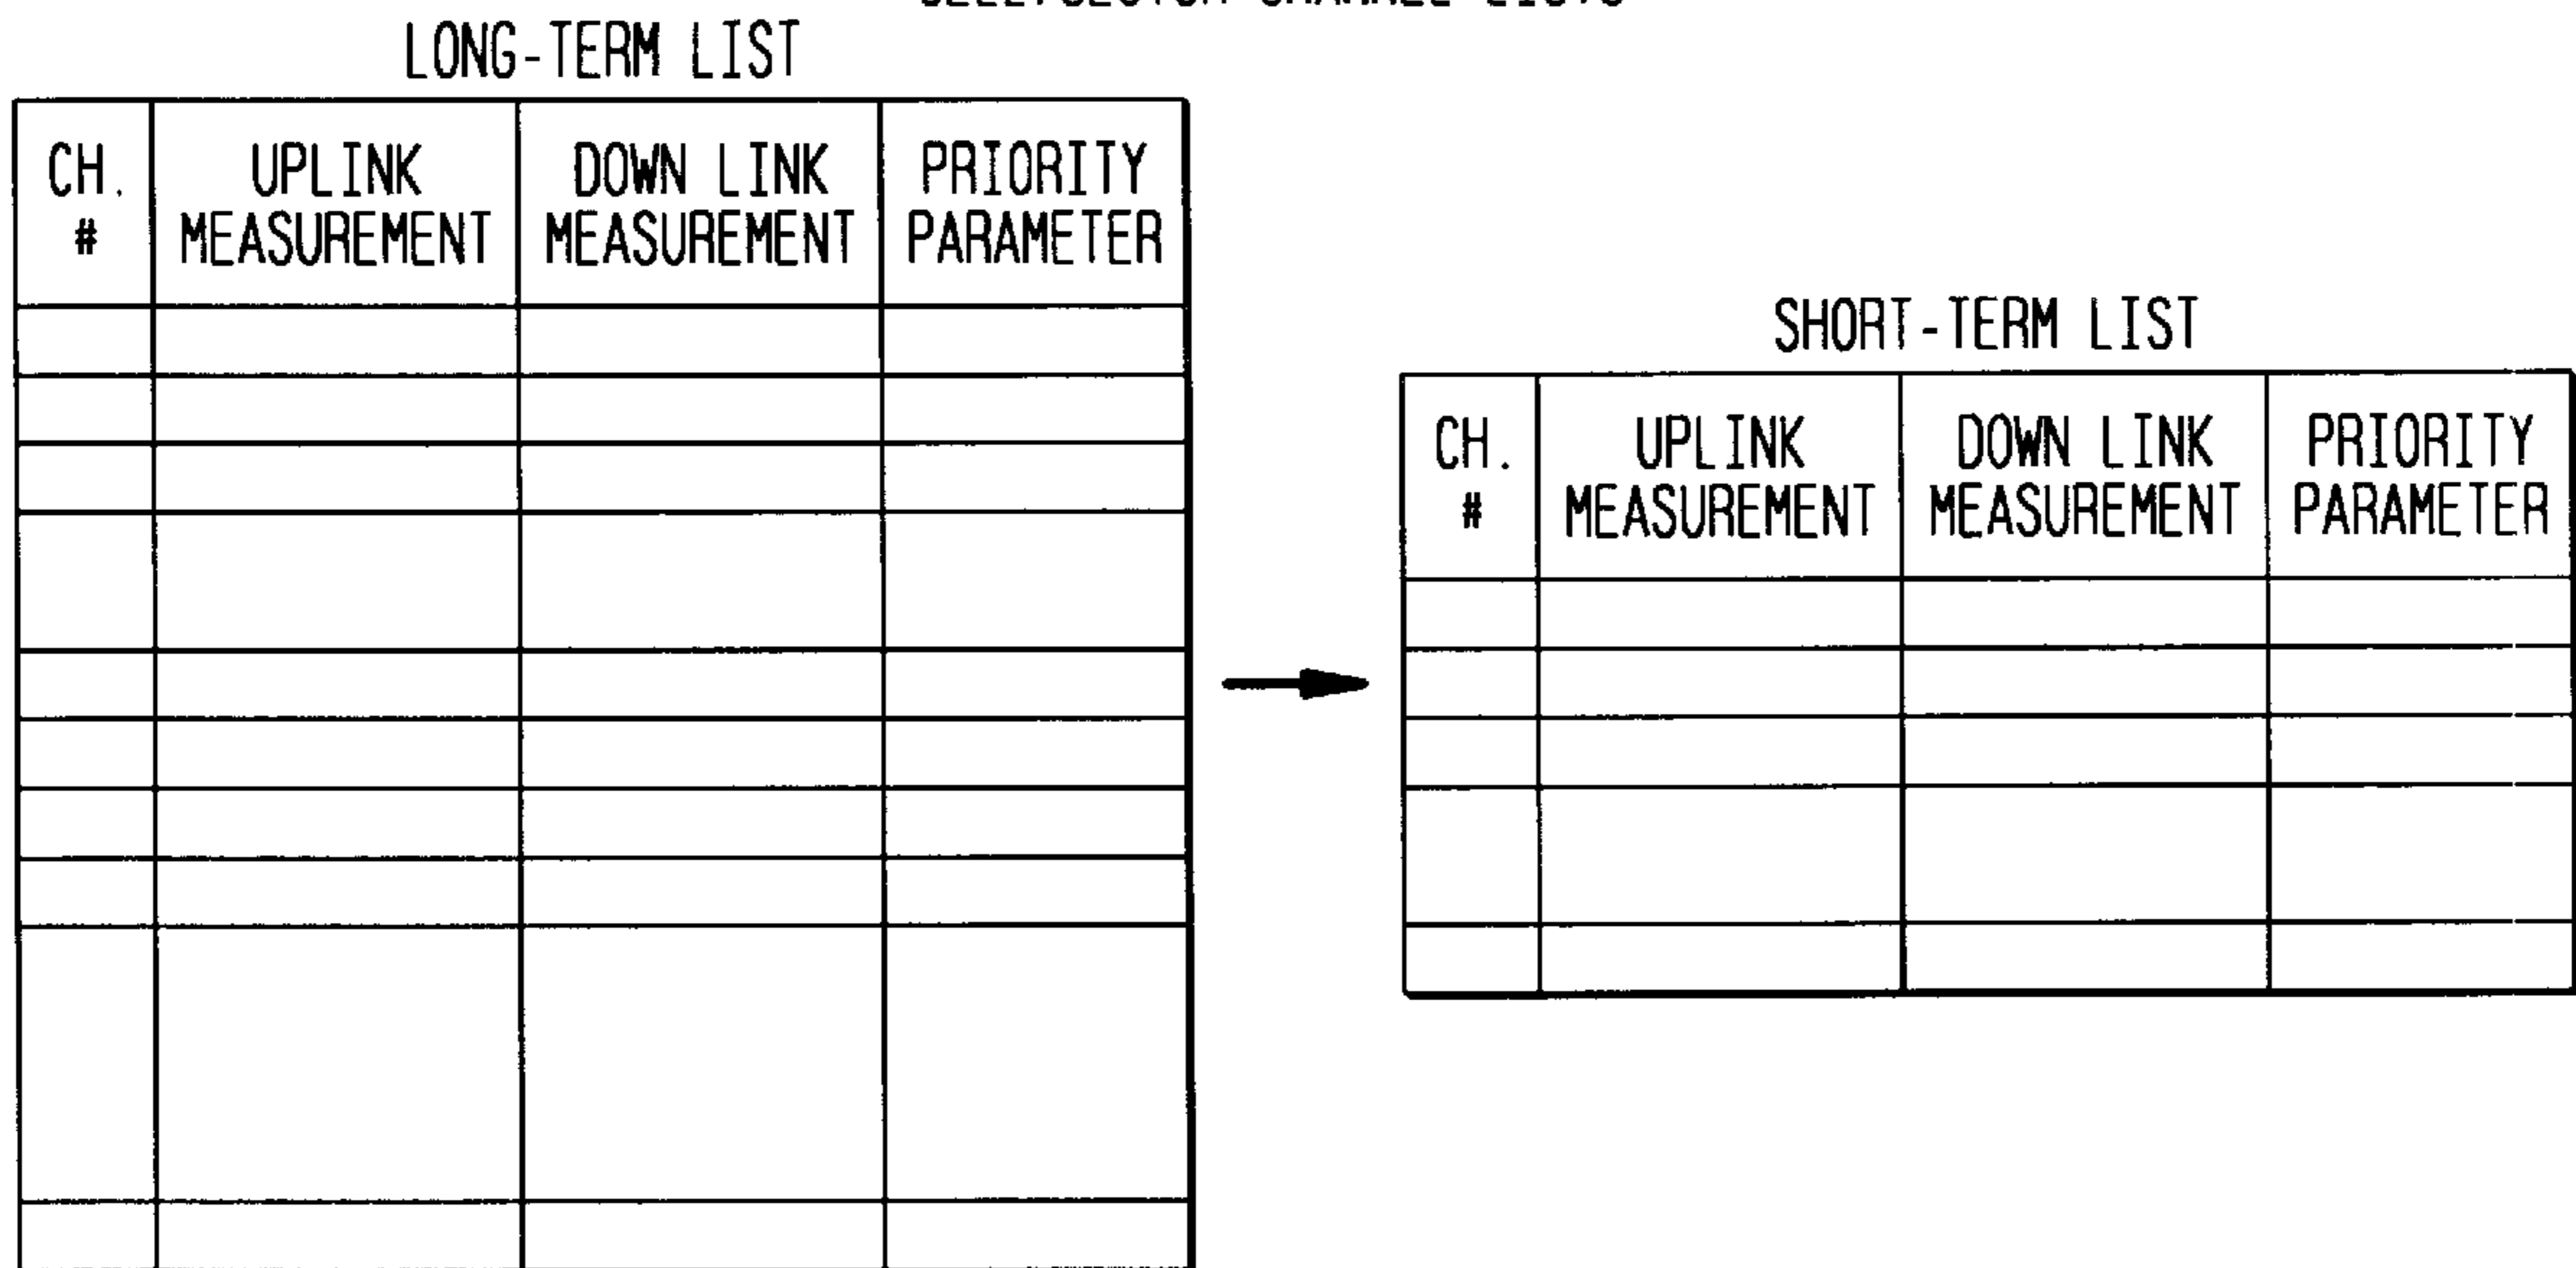 LONG-TERM LIST
CH. UPLINK DOWN LINK PRIORITY
# MEASUREMENT MEASUREMENT PARAMETER
SHORT-TERM LIST
CH. UPLINK DOWN LINK PRIORITY
# MEASUREMENT MEASUREMENT PARAMETER